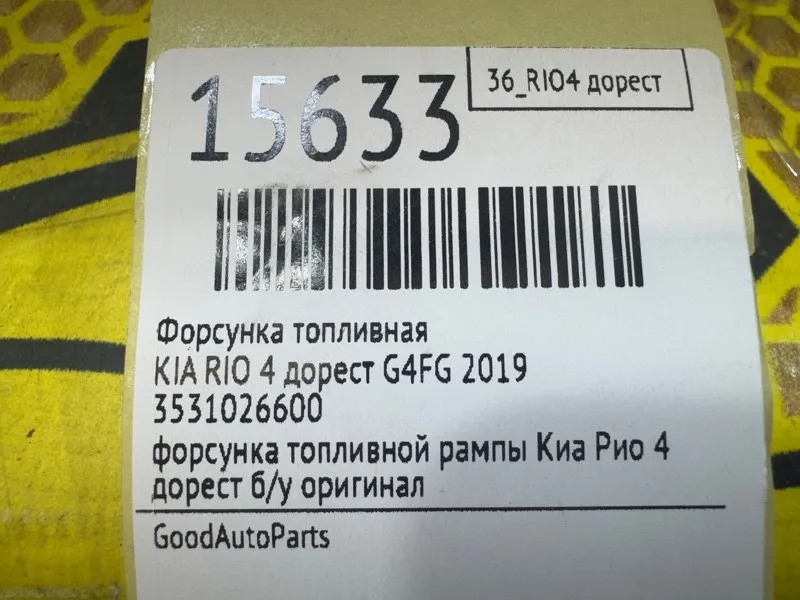 15633
36_RIO4 дорест
Форсунка топливная
KIA RIO 4 дорест G4FG 2019
3531026600
форсунка топливной рампы Киа Рио 4
дорест б/у оригинал
GoodAutoParts